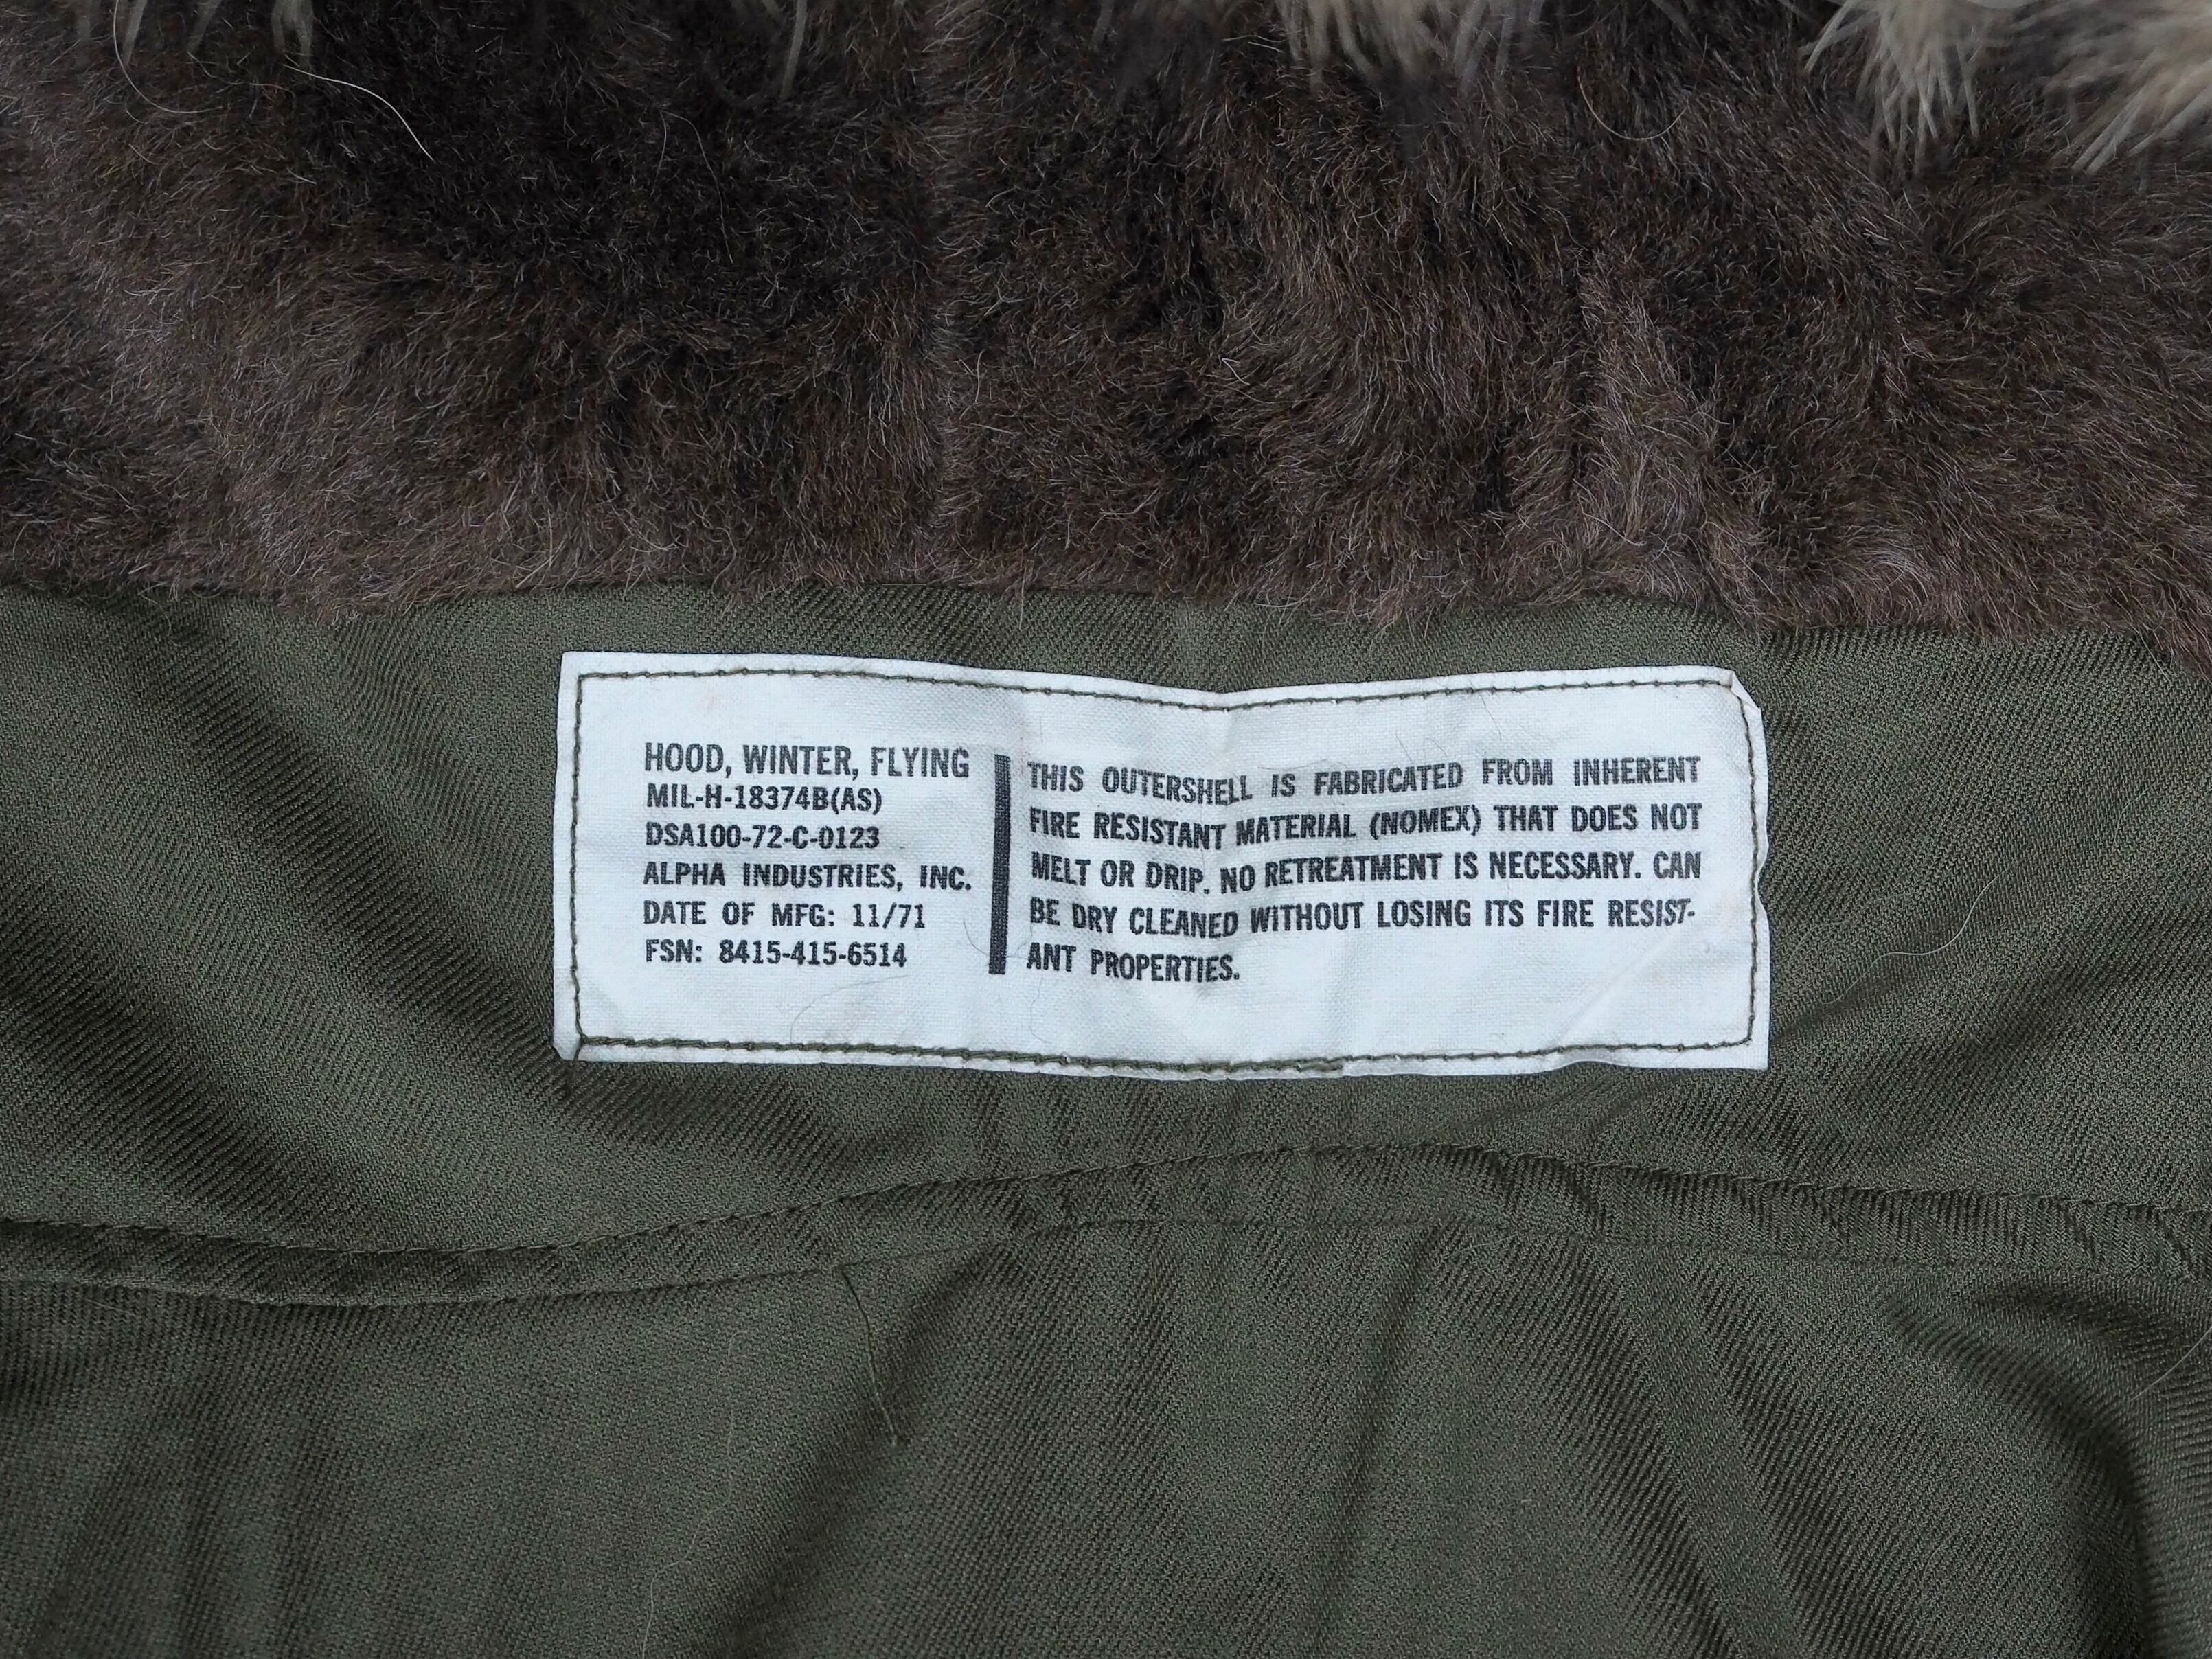 HOOD, WINTER, FLYING
MIL-H-18374B(AS)
DSA100-72-C-0123
ALPHA INDUSTRIES, INC.
DATE OF MFG: 11/71
FSN: 8415-415-6514
THIS OUTERSHELL IS FABRICATED FROM INHERENT
FIRE RESISTANT MATERIAL (NOMEX) THAT DOES NOT
MELT OR DRIP. NO RETREATMENT IS NECESSARY. CAN
BE DRY CLEANED WITHOUT LOSING ITS FIRE RESIST-
ANT PROPERTIES.